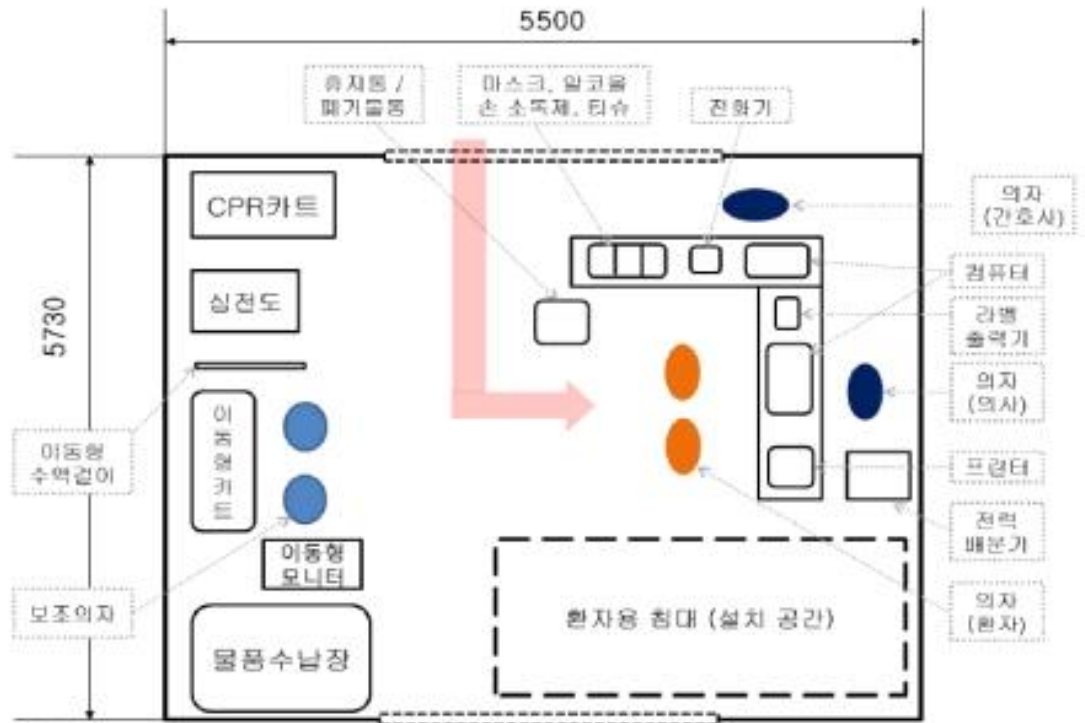 5500
휴지통 /
폐기물통
마스크, 알코올
손 소독제, 티슈
전화기
의자
(간호사)
CPR카트
컴퓨터
심전도
라벨
출력기
5730
의자
(의사)
이동형
수액걸이
이동형카트
프린터
전력
배분기
이동형
모니터
의자
(환자)
보조의자
환자용 침대 (설치 공간)
물품수납장